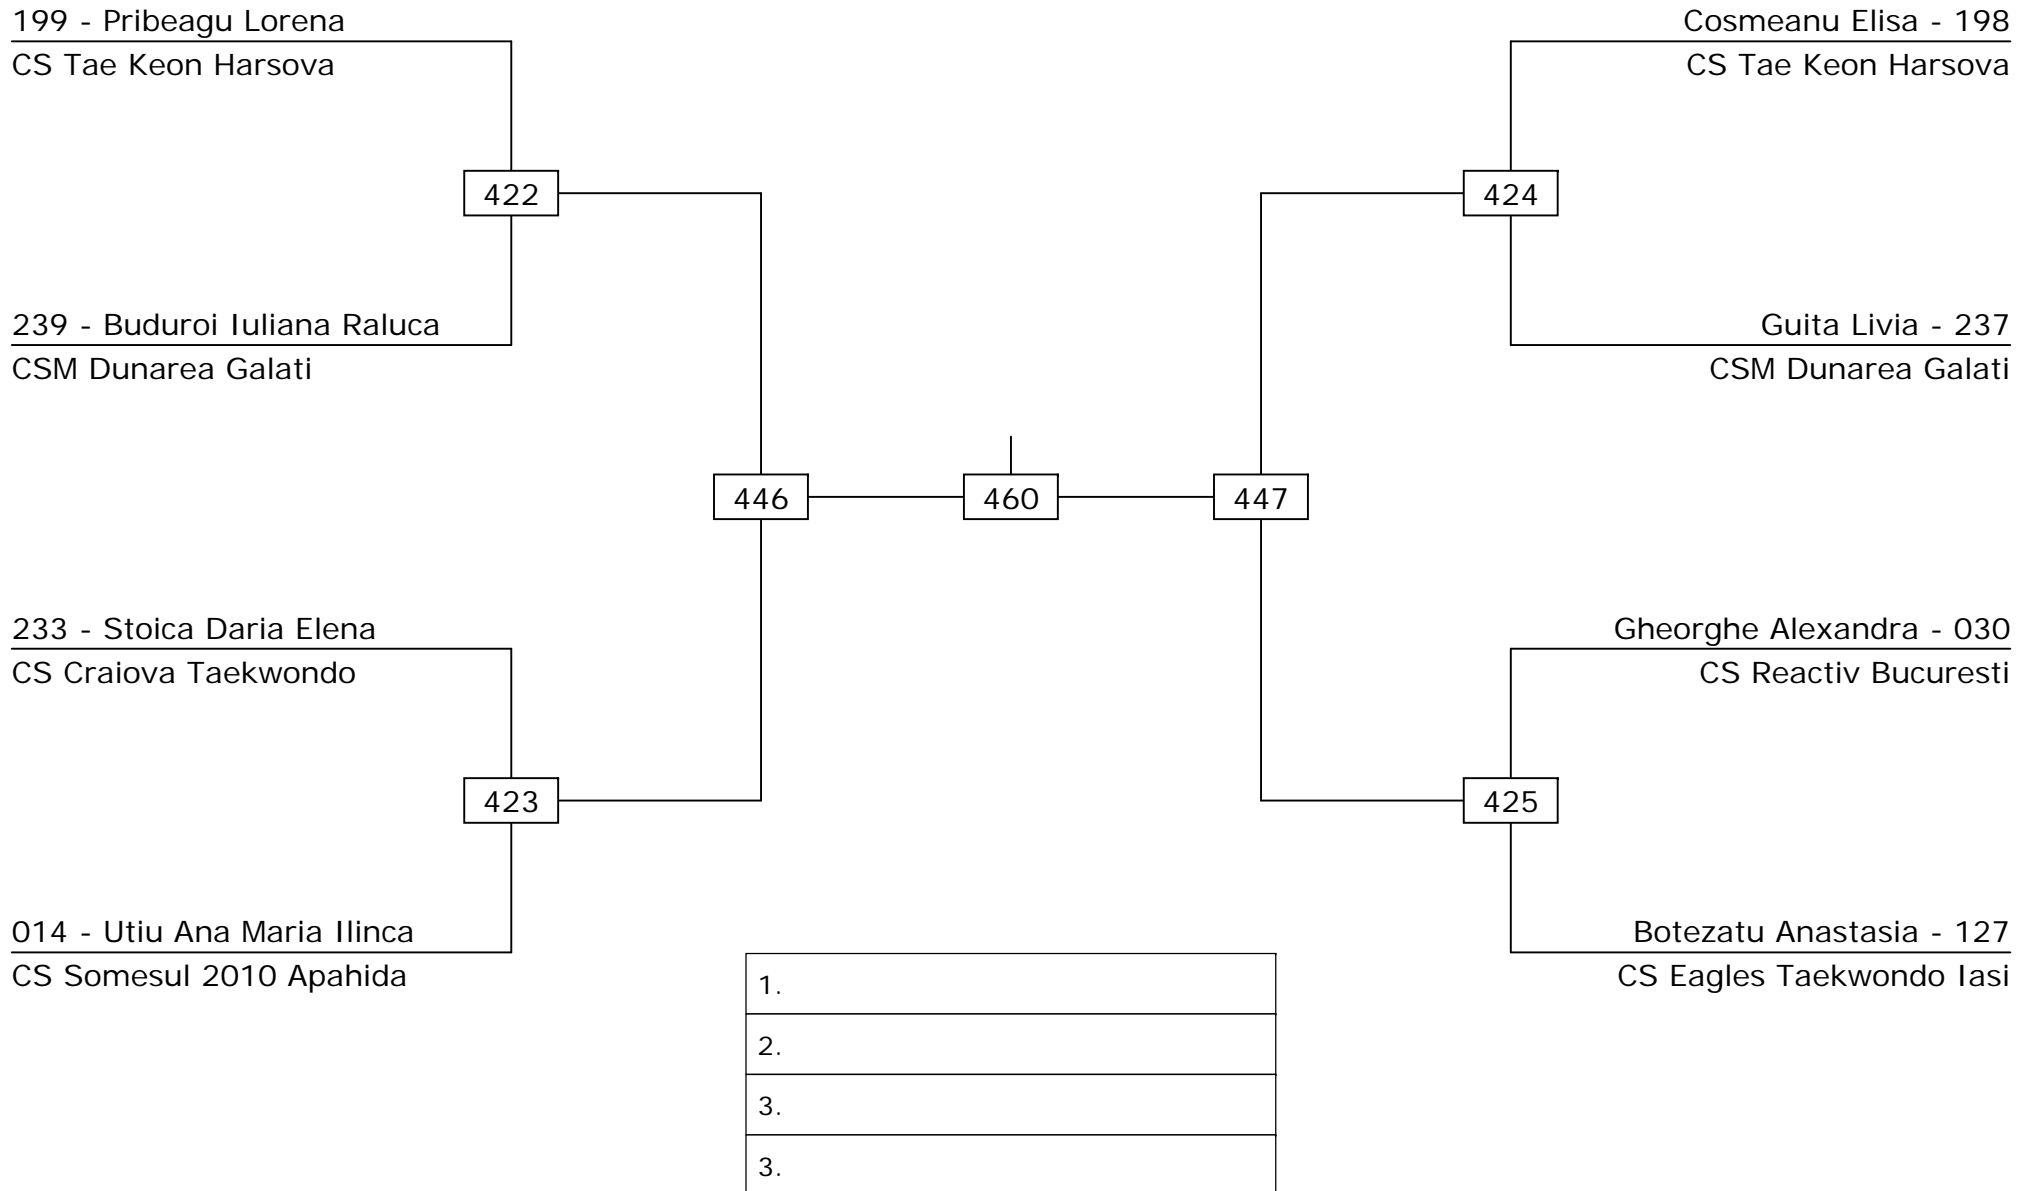 199 - Pribeagu Lorena
CS Tae Keon Harsova
Cosmeanu Elisa - 198
CS Tae Keon Harsova
422
424
239 - Buduroi Iuliana Raluca
CSM Dunarea Galati
Guita Livia - 237
CSM Dunarea Galati
446
460
447
233 - Stoica Daria Elena
CS Craiova Taekwondo
Gheorghe Alexandra - 030
CS Reactiv Bucuresti
423
425
014 - Utiu Ana Maria Ilinca
CS Somesul 2010 Apahida
Botezatu Anastasia - 127
CS Eagles Taekwondo Iasi
1.
2.
3.
3.